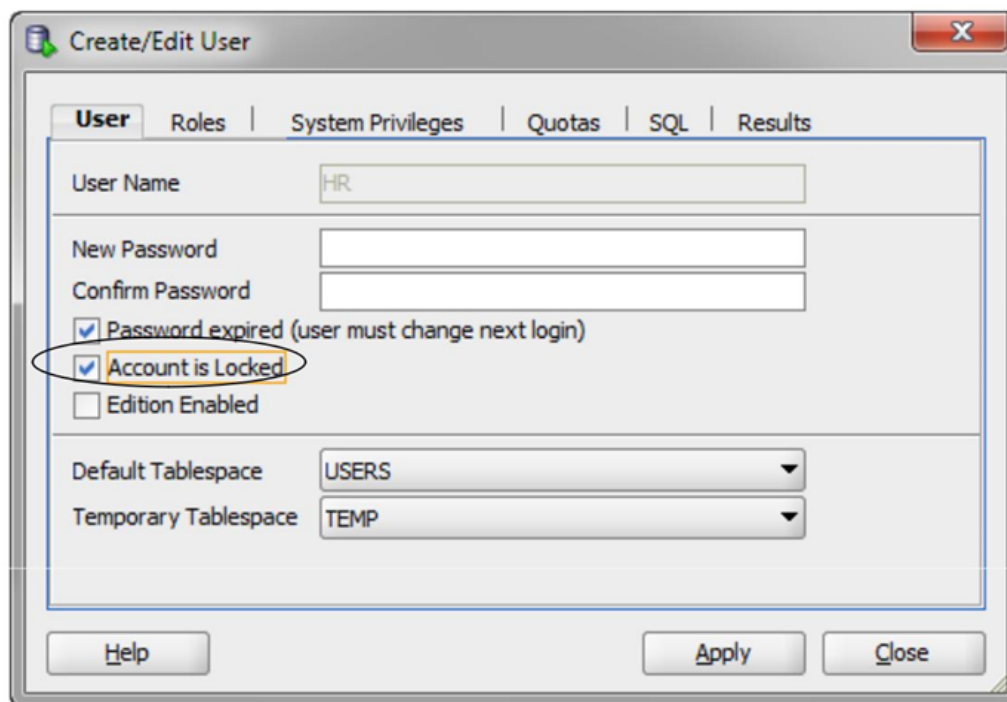 Create/Edit User
User Roles System Privileges Quotas SQL Results
User Name HR
New Password
Confirm Password
Password expired (user must change next login)
Account is Locked
Edition Enabled
Default Tablespace USERS
Temporary Tablespace TEMP
Help Apply Close